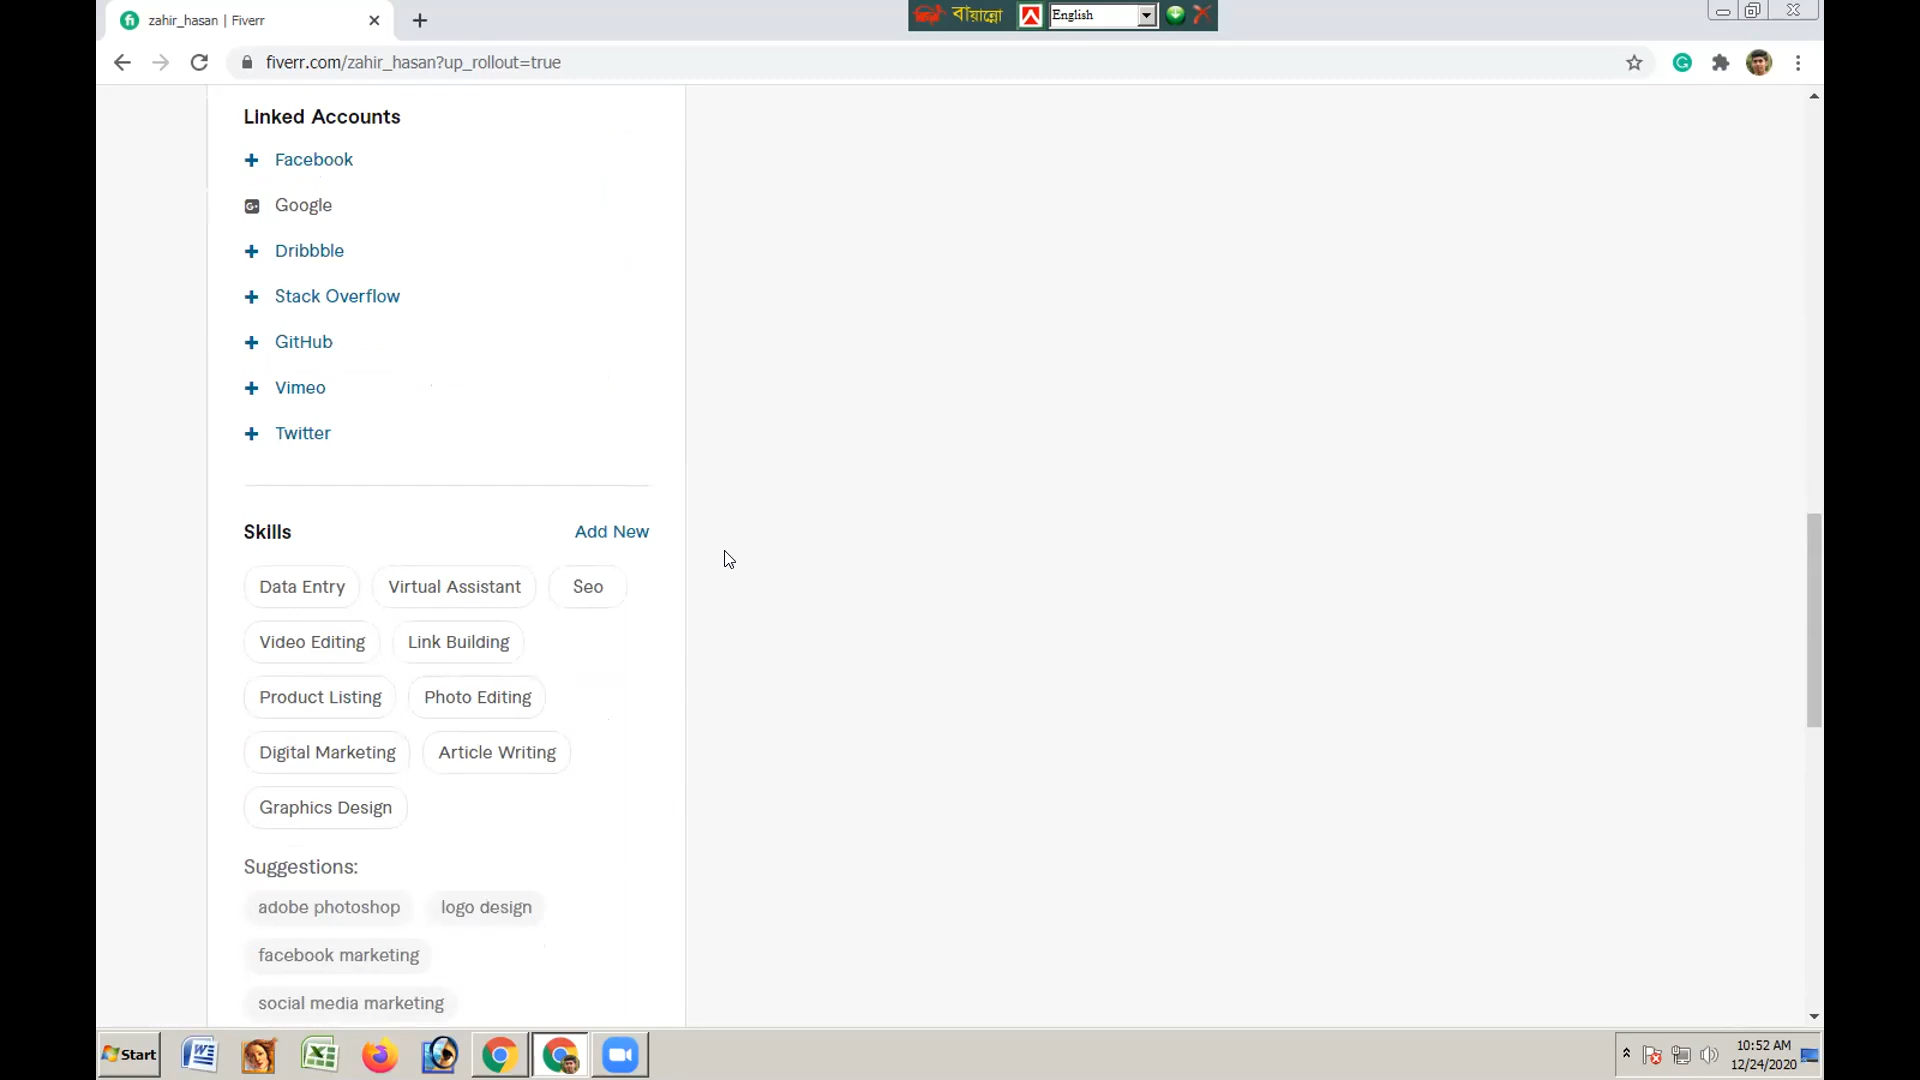 zahir_hasan | Fiverr
বায়ান্নো
English
fiverr.com/zahir_hasan?up_rollout=true
Linked Accounts
Facebook
Google
Dribbble
Stack Overflow
GitHub
Vimeo
Twitter
Skills Add New
Data Entry Virtual Assistant Seo
Video Editing Link Building
Product Listing Photo Editing
Digital Marketing Article Writing
Graphics Design
Suggestions:
adobe photoshop logo design
facebook marketing
social media marketing
Start
10:52 AM
12/24/2020